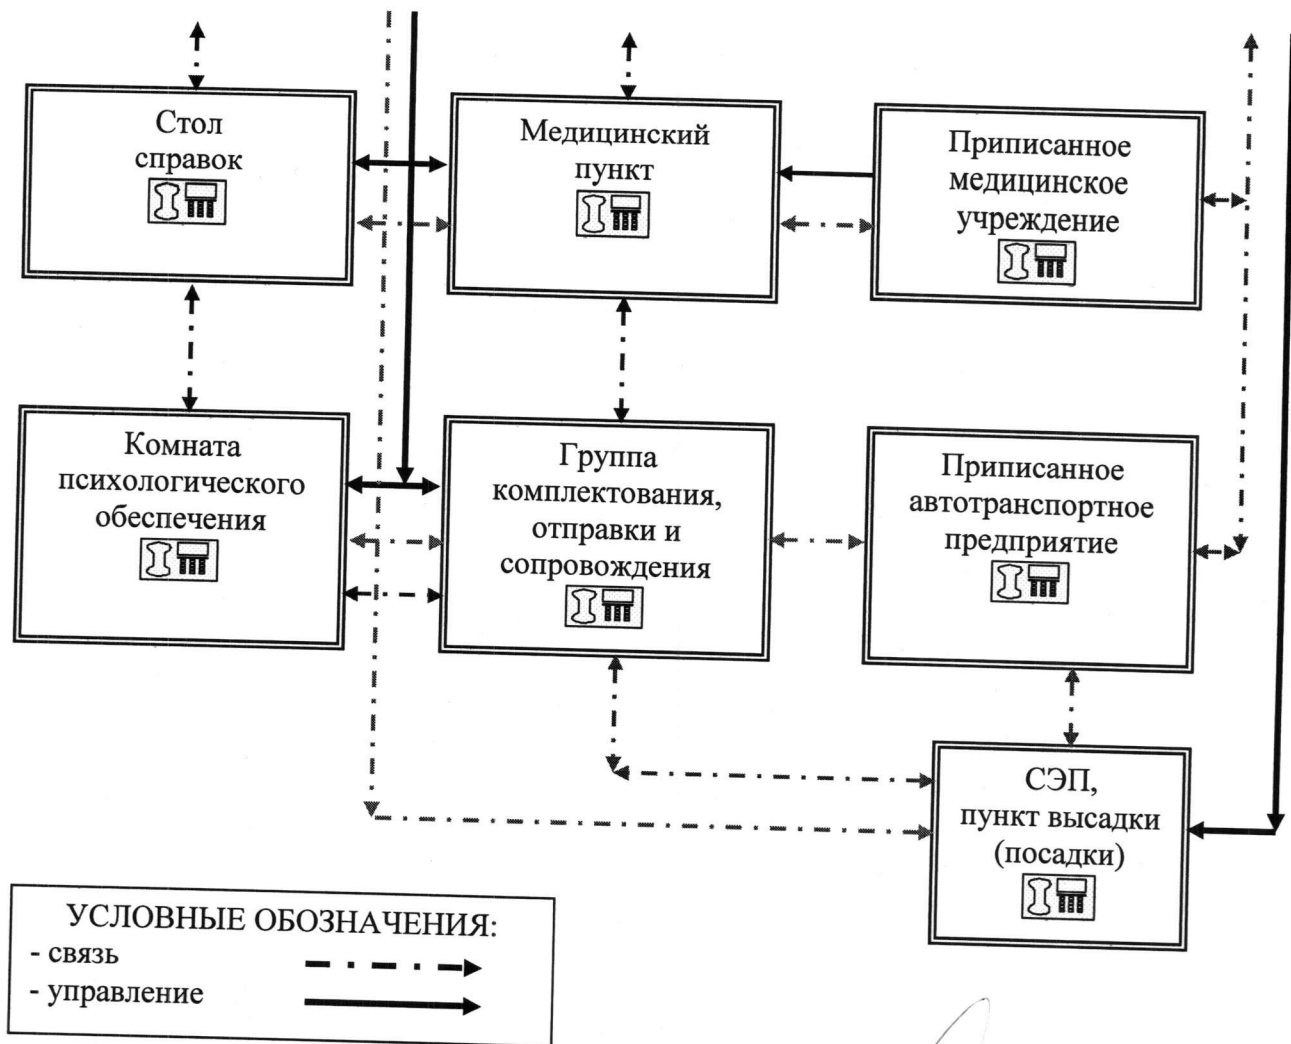 Стол
справок
Медицинский
пункт
Приписанное
медицинское
учреждение
Комната
психологического
обеспечения
Группа
комплектования,
отправки и
сопровождения
Приписанное
автотранспортное
предприятие
СЭП,
пункт высадки
(посадки)
УСЛОВНЫЕ ОБОЗНАЧЕНИЯ:
- связь
- управление